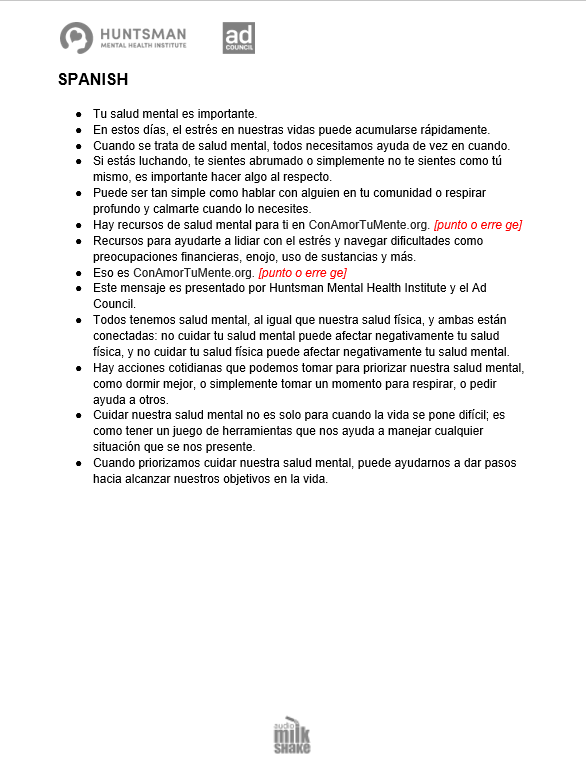 HUNTSMAN
MENTAL HEALTH INSTITUTE
ad
COUNCIL
SPANISH
● Tu salud mental es importante.
● En estos días, el estrés en nuestras vidas puede acumularse rápidamente.
● Cuando se trata de salud mental, todos necesitamos ayuda de vez en cuando.
● Si estás luchando, te sientes abrumado o simplemente no te sientes como tú
mismo, es importante hacer algo al respecto.
● Puede ser tan simple como hablar con alguien en tu comunidad o respirar
profundo y calmarte cuando lo necesites.
● Hay recursos de salud mental para ti en ConAmorTuMente.org. [punto o erre ge]
● Recursos para ayudarte a lidiar con el estrés y navegar dificultades como
preocupaciones financieras, enojo, uso de sustancias y más.
● Eso es ConAmorTuMente.org. [punto o erre ge]
● Este mensaje es presentado por Huntsman Mental Health Institute y el Ad
Council.
● Todos tenemos salud mental, al igual que nuestra salud física, y ambas están
conectadas: no cuidar tu salud mental puede afectar negativamente tu salud
física, y no cuidar tu salud física puede afectar negativamente tu salud mental.
● Hay acciones cotidianas que podemos tomar para priorizar nuestra salud mental,
como dormir mejor, o simplemente tomar un momento para respirar, o pedir
ayuda a otros.
● Cuidar nuestra salud mental no es solo para cuando la vida se pone difícil; es
como tener un juego de herramientas que nos ayuda a manejar cualquier
situación que se nos presente.
● Cuando priorizamos cuidar nuestra salud mental, puede ayudarnos a dar pasos
hacia alcanzar nuestros objetivos en la vida.
audio
milk
SHAKE